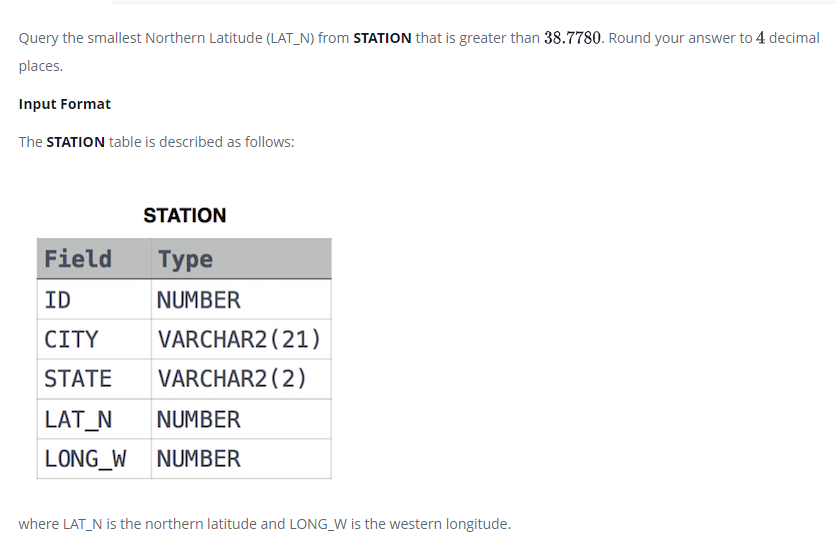 Query the smallest Northern Latitude (LAT_N) from STATION that is greater than 38.7780. Round your answer to 4 decimal
places.
Input Format
The STATION table is described as follows:
STATION
Field Type
ID NUMBER
CITY VARCHAR2(21)
STATE VARCHAR2(2)
LAT_N NUMBER
LONG_W NUMBER
where LAT_N is the northern latitude and LONG_W is the western longitude.